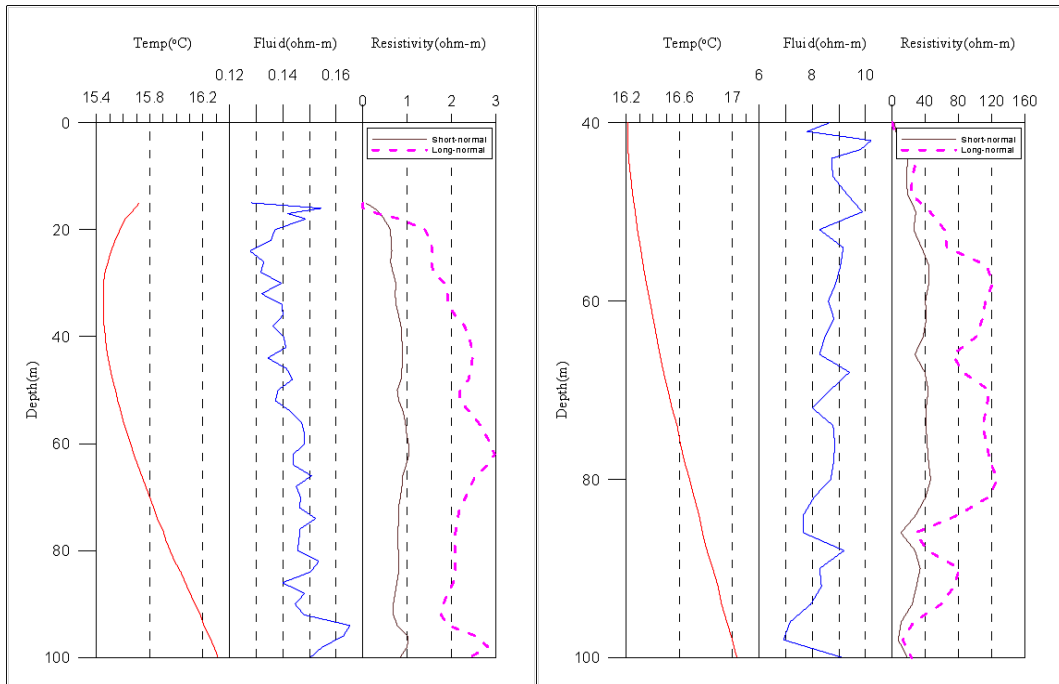 Temp(ºC) Fluid(ohm-m) Resistivity(ohm-m)
0.12 0.14 0.16
15.4 15.8 16.2
0 1 2 3
Short-normal
Long-normal
0
20
40
60
80
100
Depth(m)
Temp(ºC) Fluid(ohm-m) Resistivity(ohm-m)
6 8 10
16.2 16.6 17
0 40 80 120 160
Short-normal
Long-normal
40
60
80
100
Depth(m)